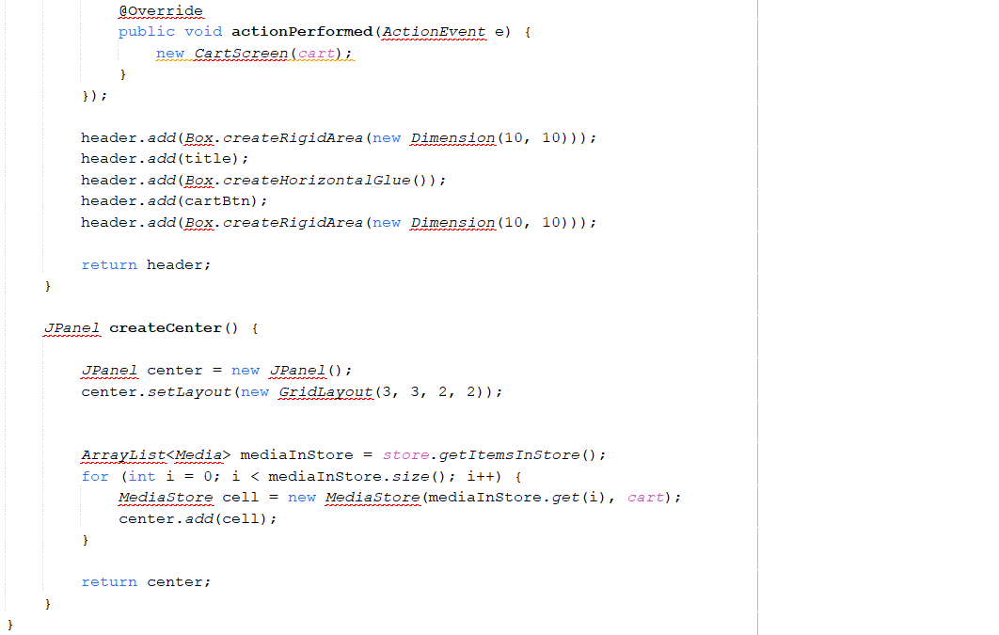 @Override
public void actionPerformed(ActionEvent e) {
new CartScreen(cart);
}
});
header.add(Box.createRigidArea(new Dimension(10, 10)));
header.add(title);
header.add(Box.createHorizontalGlue());
header.add(cartBtn);
header.add(Box.createRigidArea(new Dimension(10, 10)));
return header;
}
JPanel createCenter() {
JPanel center = new JPanel();
center.setLayout(new GridLayout(3, 3, 2, 2));
ArrayList<Media> mediaInStore = store.getItemsInStore();
for (int i = 0; i < mediaInStore.size(); i++) {
MediaStore cell = new MediaStore(mediaInStore.get(i), cart);
center.add(cell);
}
return center;
}
}